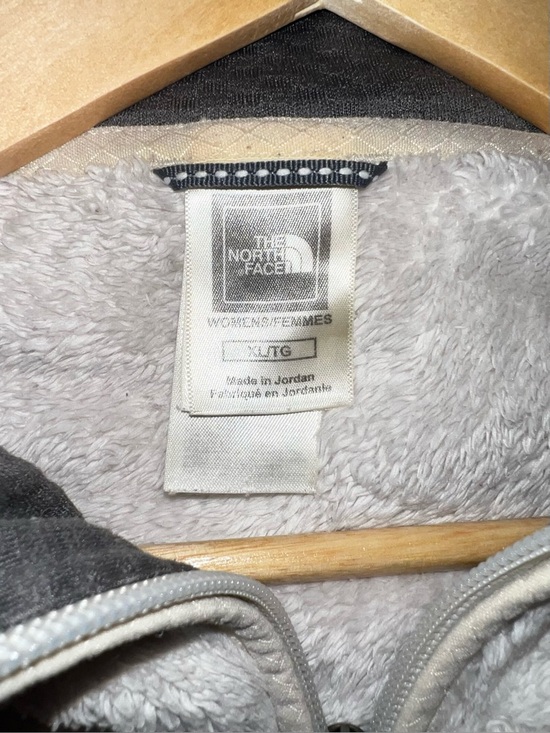 THE
NORTH
FACE
WOMENS/FEMMES
XL/TG
Made in Jordan
Fabriqué en Jordanie